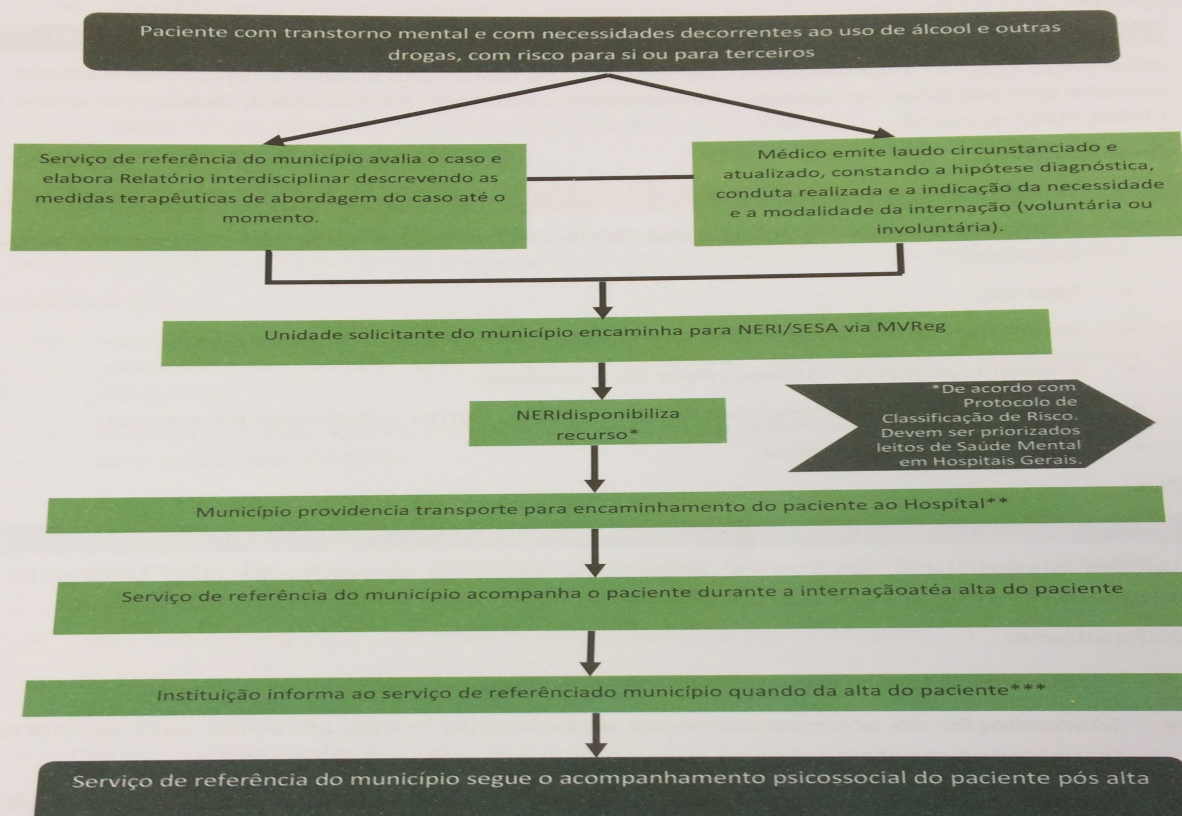 Paciente com transtorno mental e com necessidades decorrentes ao uso de álcool e outras
drogas, com risco para si ou para terceiros
Serviço de referência do município avalia o caso e
elabora Relatório interdisciplinar descrevendo as
medidas terapêuticas de abordagem do caso até o
momento.
Médico emite laudo circunstanciado e
atualizado, constando a hipótese diagnóstica,
conduta realizada e a indicação da necessidade
e a modalidade da internação (voluntária ou
involuntária).
Unidade solicitante do município encaminha para NERI/SESA via MVReg
NERIdisponibiliza
recurso*
*De acordo com
Protocolo de
Classificação de Risco.
Devem ser priorizados
leitos de Saúde Mental
em Hospitais Gerais.
Município providencia transporte para encaminhamento do paciente ao Hospital**
Serviço de referência do município acompanha o paciente durante a internaçãoatéa alta do paciente
Instituição informa ao serviço de referênciado município quando da alta do paciente***
Serviço de referência do município segue o acompanhamento psicossocial do paciente pós alta